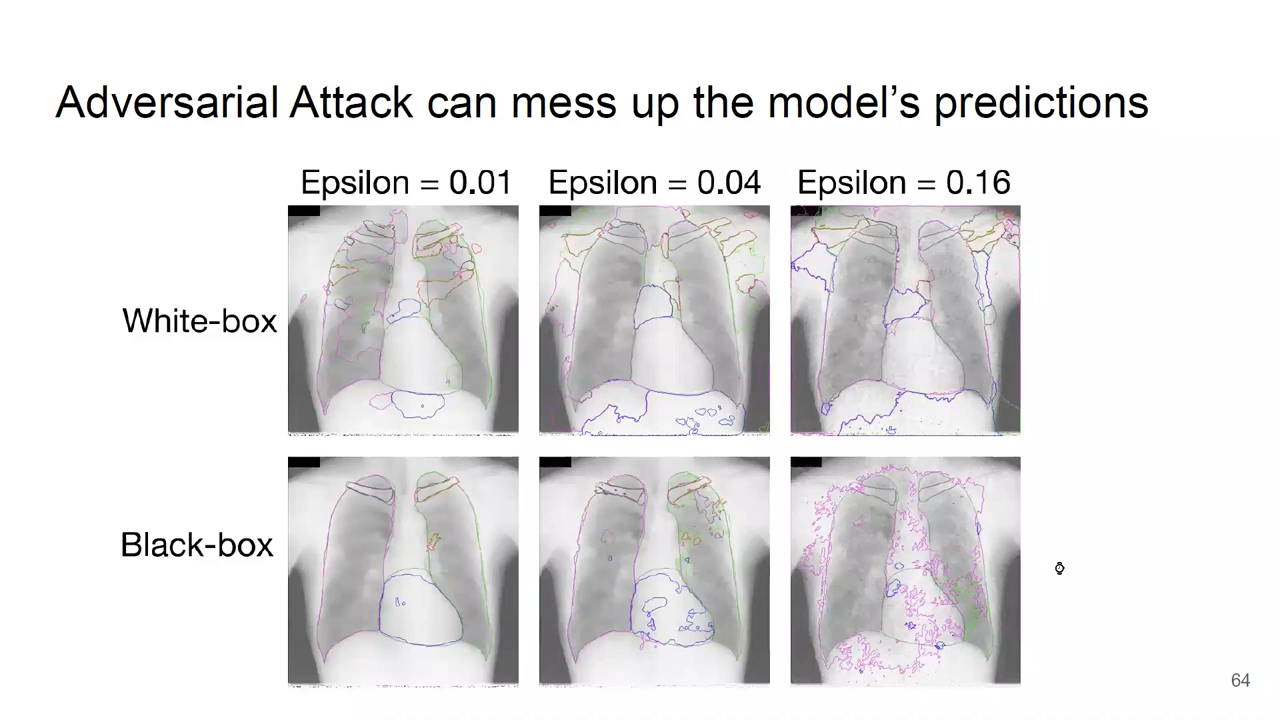 Adversarial Attack can mess up the model’s predictions
Epsilon = 0.01
Epsilon = 0.04
Epsilon = 0.16
White-box
Black-box
64